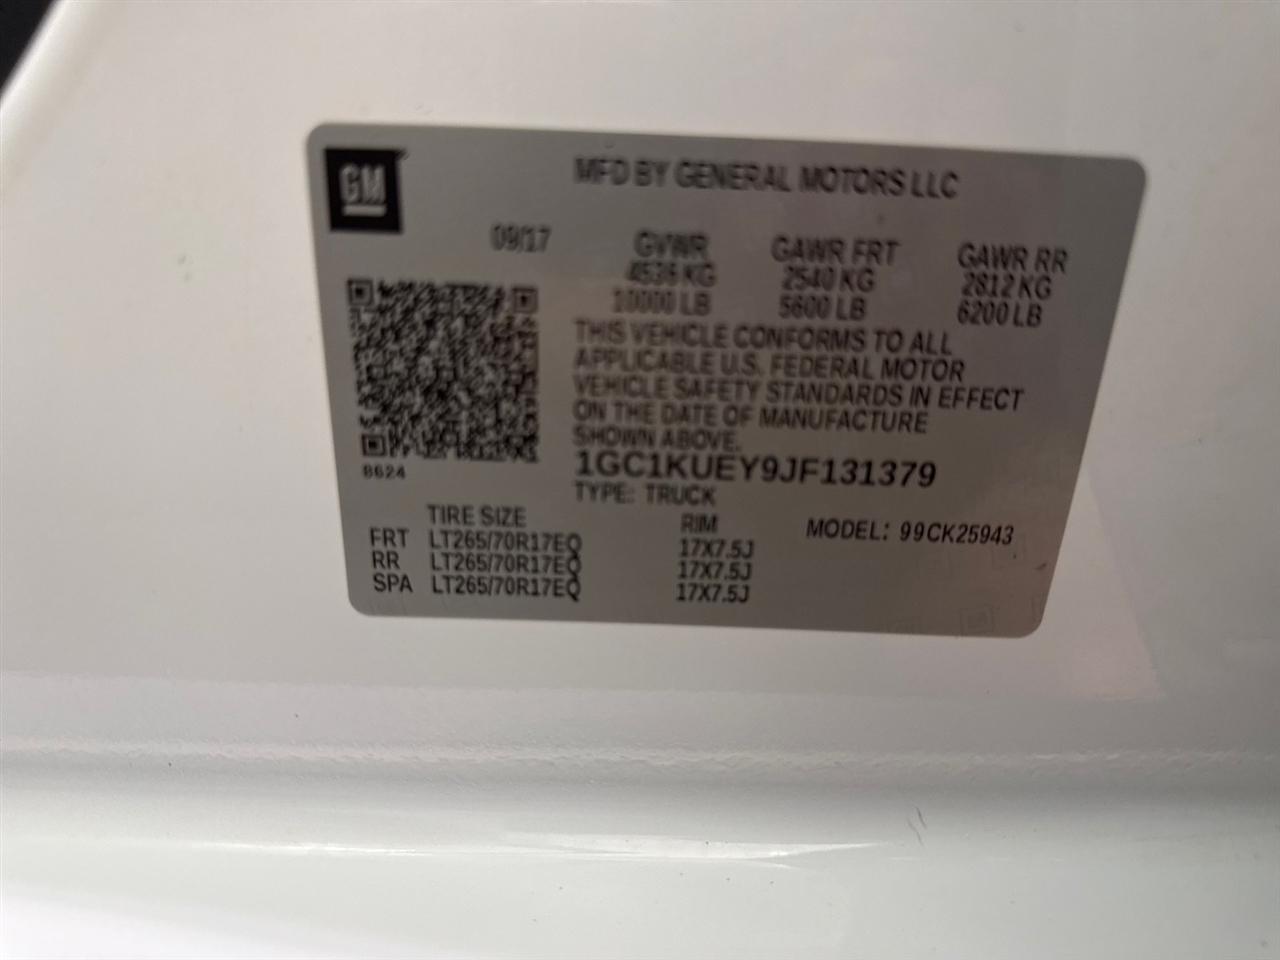 GM
MFD BY GENERAL MOTORS LLC
09/17 GVWR GAWR FRT GAWR RR
4536 KG 2540 KG 2812 KG
10000 LB 5600 LB 6200 LB
THIS VEHICLE CONFORMS TO ALL
APPLICABLE U.S. FEDERAL MOTOR
VEHICLE SAFETY STANDARDS IN EFFECT
ON THE DATE OF MANUFACTURE
SHOWN ABOVE.
8624
1GC1KUEY9JF131379
TYPE: TRUCK
TIRE SIZE RIM MODEL: 99CK25943
FRT LT265/70R17EQ 17X7.5J
RR LT265/70R17EQ 17X7.5J
SPA LT265/70R17EQ 17X7.5J